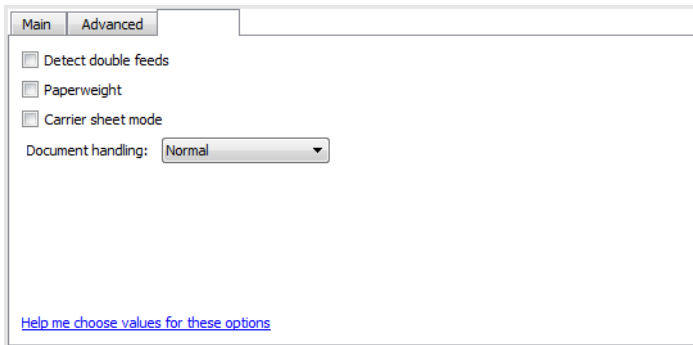 Main Advanced
Detect double feeds
Paperweight
Carrier sheet mode
Document handling: Normal
Help me choose values for these options